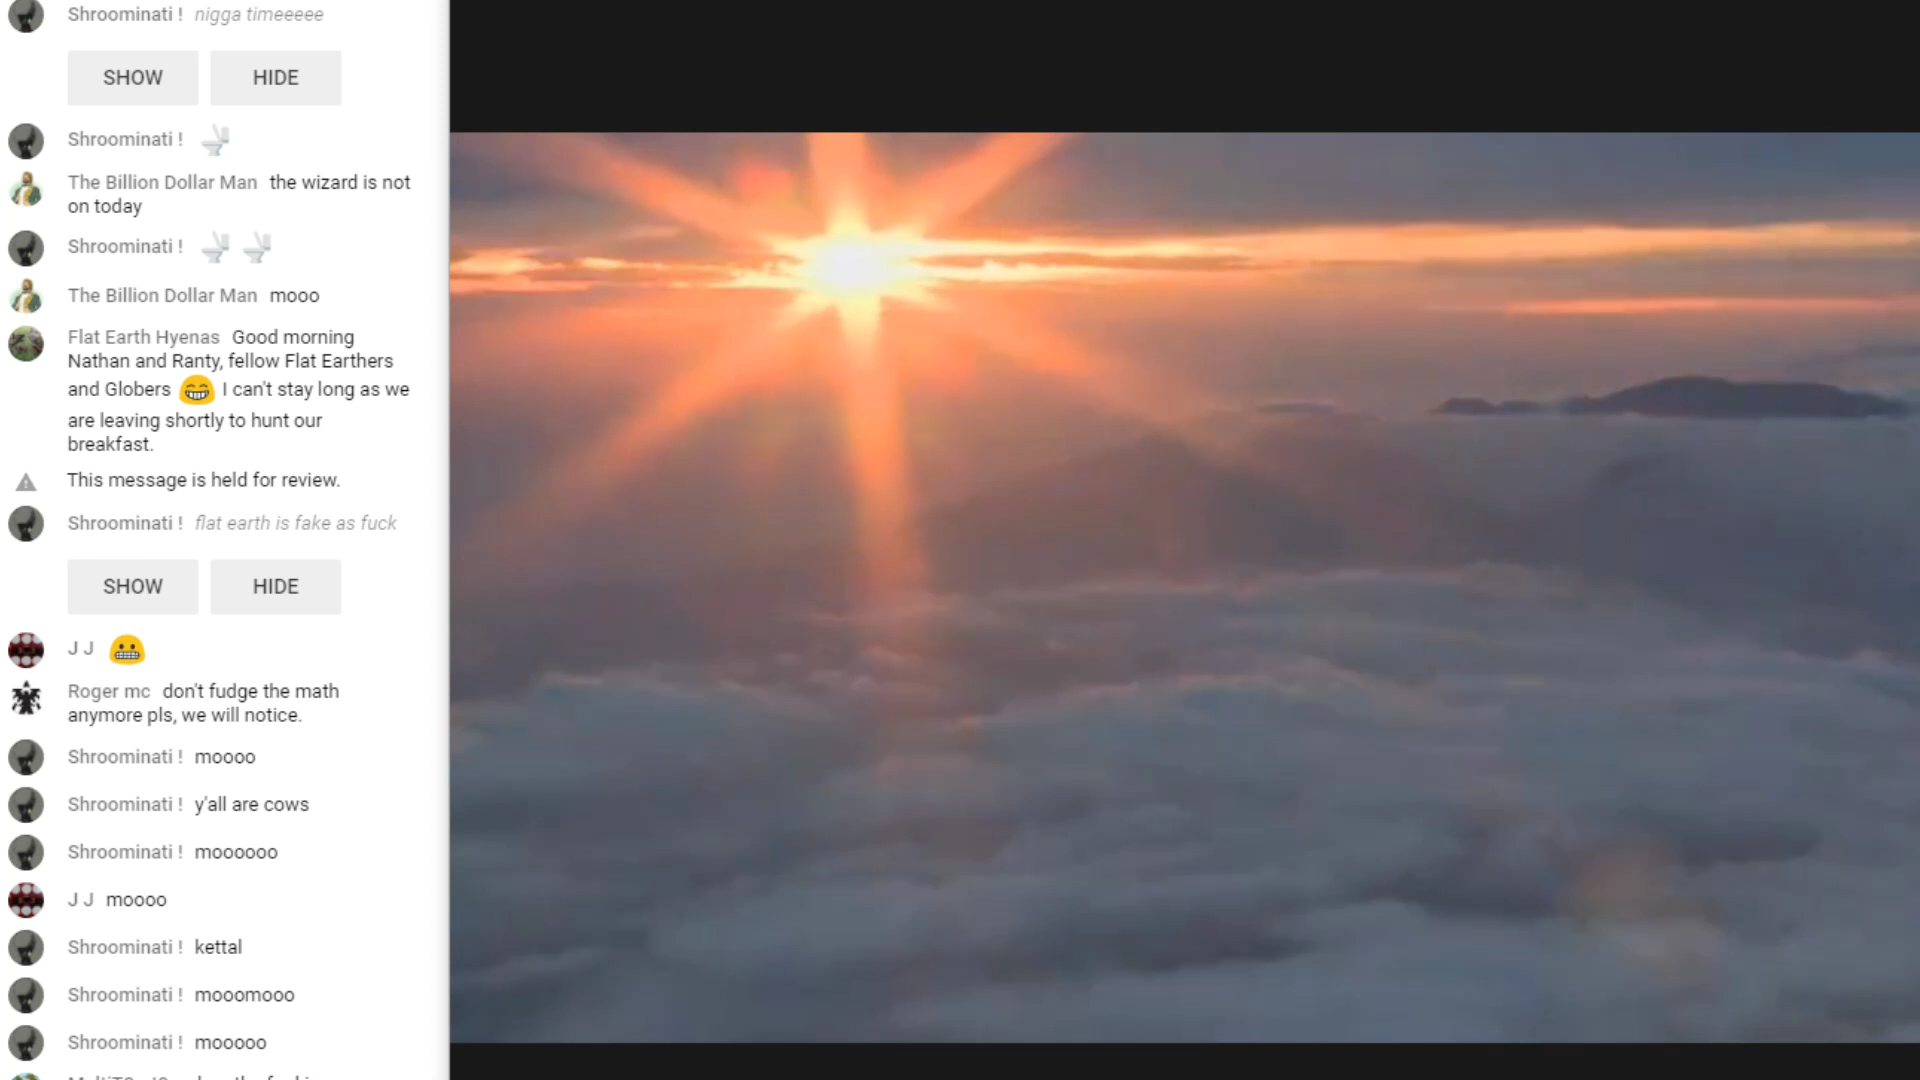 Shroominati ! nigga timeeeee
SHOW HIDE
Shroominati !
The Billion Dollar Man the wizard is not
on today
Shroominati !
The Billion Dollar Man mooo
Flat Earth Hyenas Good morning
Nathan and Ranty, fellow Flat Earthers
and Globers I can't stay long as we
are leaving shortly to hunt our
breakfast.
This message is held for review.
Shroominati ! flat earth is fake as fuck
SHOW HIDE
J J
Roger mc don't fudge the math
anymore pls, we will notice.
Shroominati ! moooo
Shroominati ! y'all are cows
Shroominati ! moooooo
J J moooo
Shroominati ! kettal
Shroominati ! mooomooo
Shroominati ! mooooo